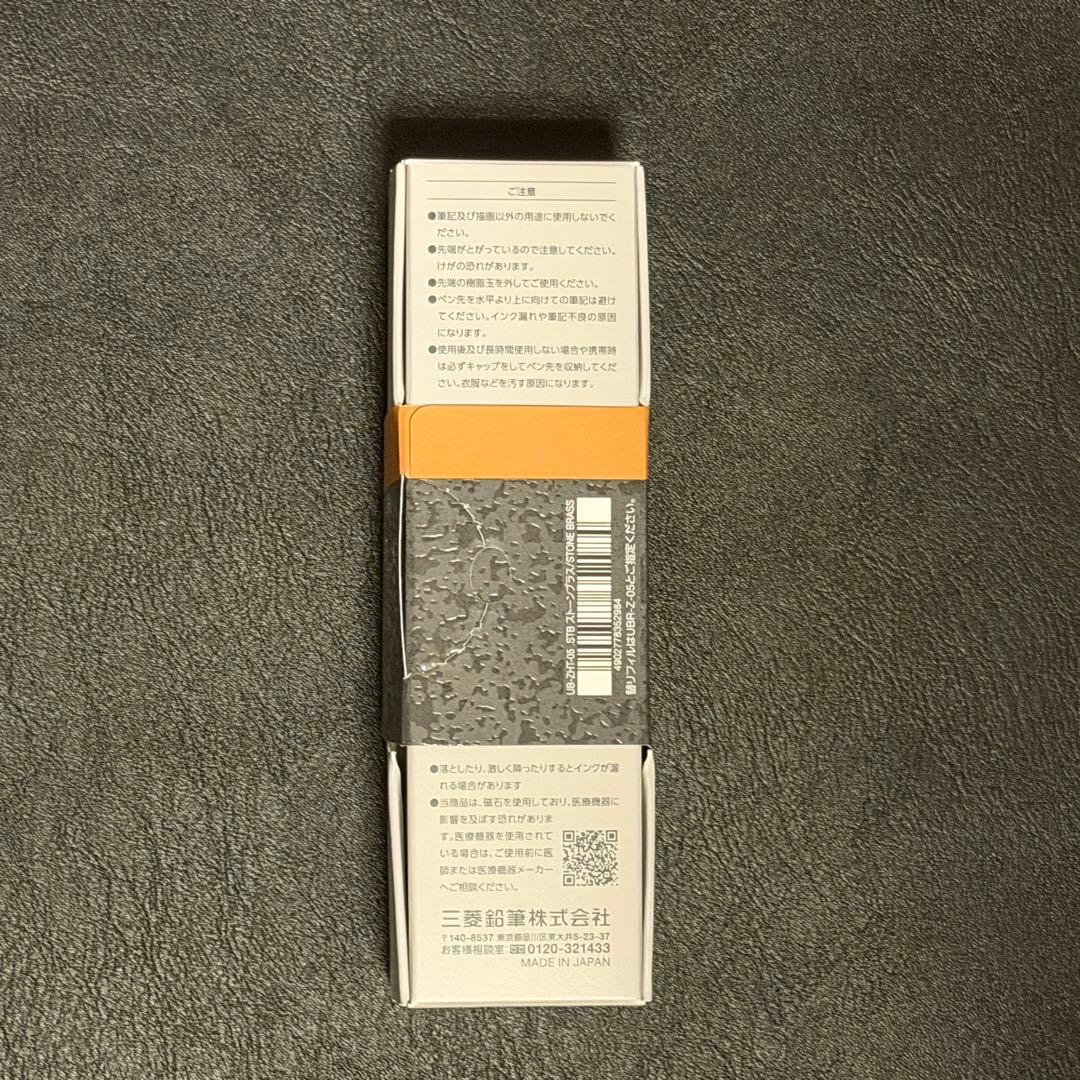 ご注意
●筆記及び描画以外の用途に使用しないでく
ださい。
●先端がとがっているので注意してください。
けがの恐れがあります。
●先端の樹脂玉を外してご使用ください。
●ペン先を水平より上に向けての筆記は避け
てください。インク漏れや筆記不良の原因
になります。
●使用後及び長時間使用しない場合や携帯時
は必ずキャップをしてペン先を収納してくだ
さい。衣服などを汚す原因になります。
UB-ZHT-05 .STB ストーンブラス/STONE BRASS
4902778352984
替リフィルはUBR-Z-05とご指定ください。
●落としたり、激しく降ったりするとインクが漏
れる場合があります
●当商品は、磁石を使用しており、医療機器に
影響を及ぼす恐れがありま
す。医療機器を使用されて
いる場合は、ご使用前に医
師または医療機器メーカー
へご相談ください。
三菱鉛筆株式会社
〒140-8537 東京都品川区東大井5-23-37
お客様相談室:0120-321433
MADE IN JAPAN